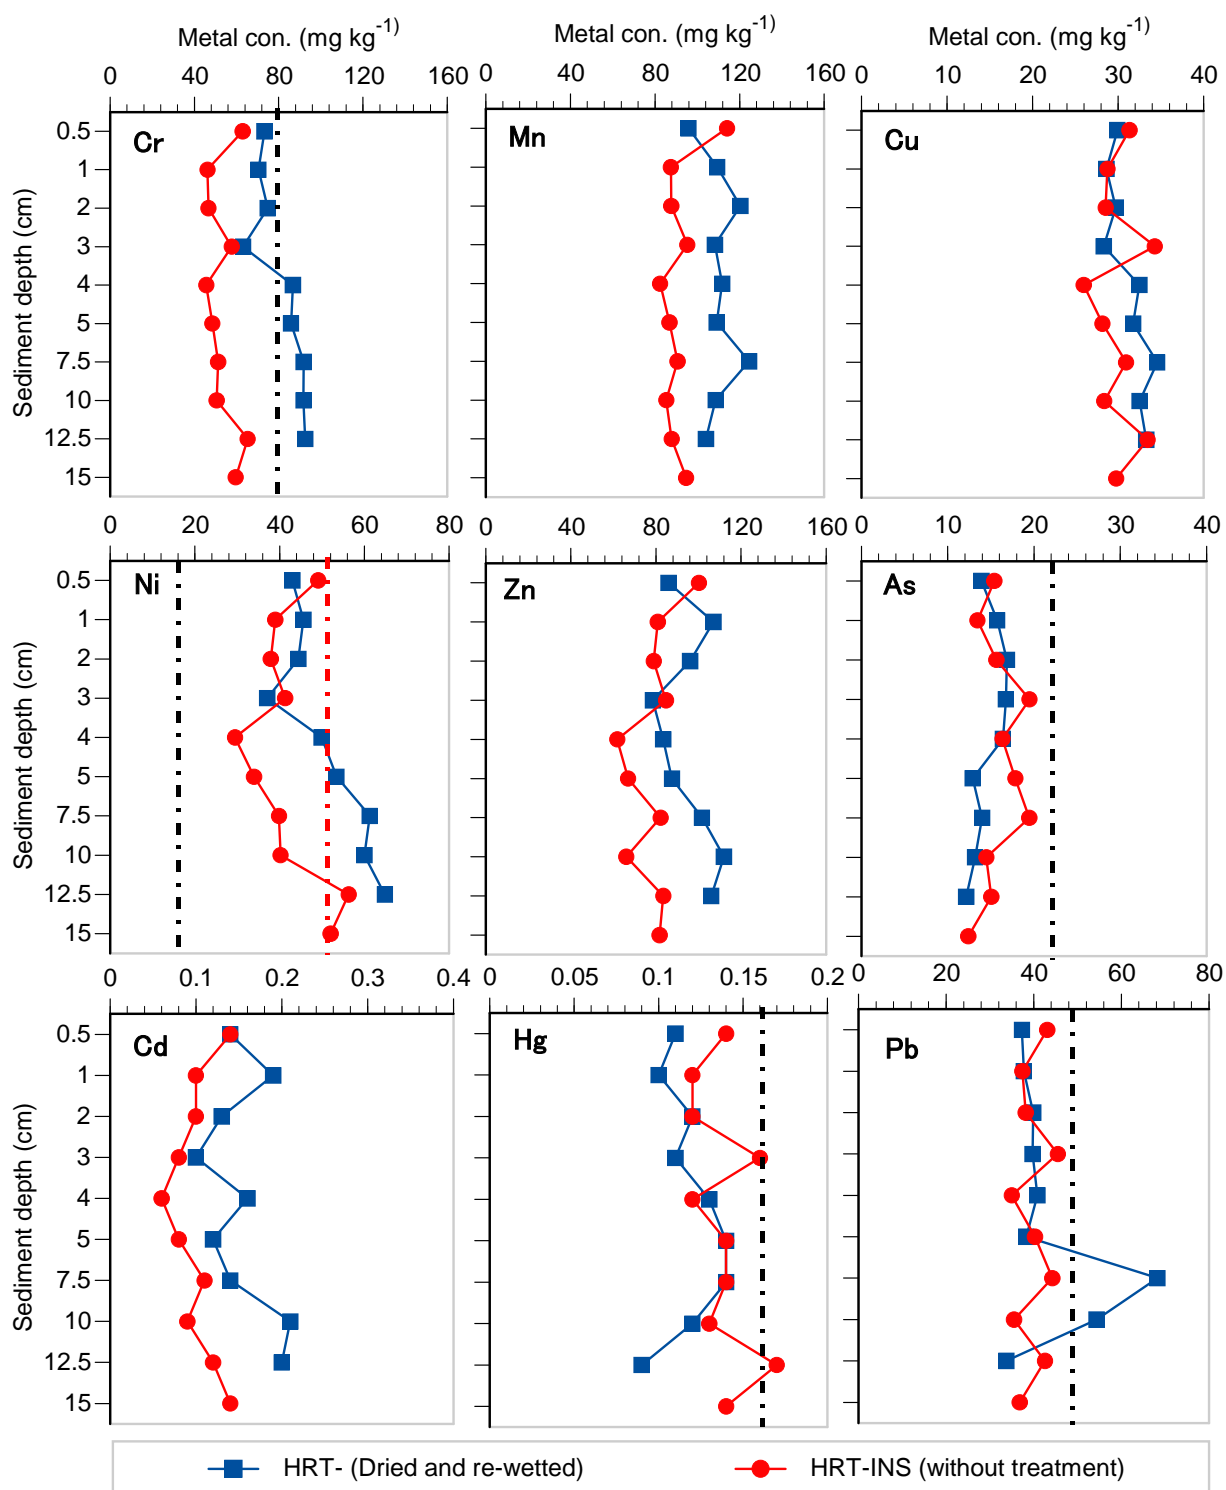 Metal con. (mg kg-1) Metal con. (mg kg-1) Metal con. (mg kg-1)
0 40 80 120 160 0 40 80 120 160 0 10 20 30 40
Cr Mn Cu
Sediment depth (cm)
0.5
1
2
3
4
5
7.5
10
12.5
15
0 20 40 60 80 0 40 80 120 160 0 10 20 30 40
Ni Zn As
Sediment depth (cm)
0.5
1
2
3
4
5
7.5
10
12.5
15
0 0.1 0.2 0.3 0.4 0 0.05 0.1 0.15 0.2 0 20 40 60 80
Cd Hg Pb
Sediment depth (cm)
0.5
1
2
3
4
5
7.5
10
12.5
15
HRT- (Dried and re-wetted) HRT-INS (without treatment)